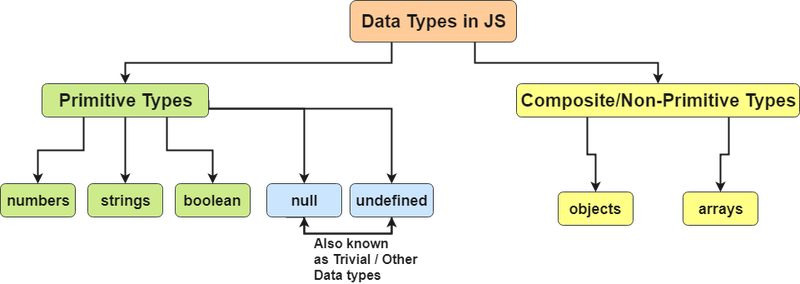 Data Types in JS
Primitive Types
Composite/Non-Primitive Types
numbers
strings
boolean
null
undefined
objects
arrays
Also known
as Trivial / Other
Data types